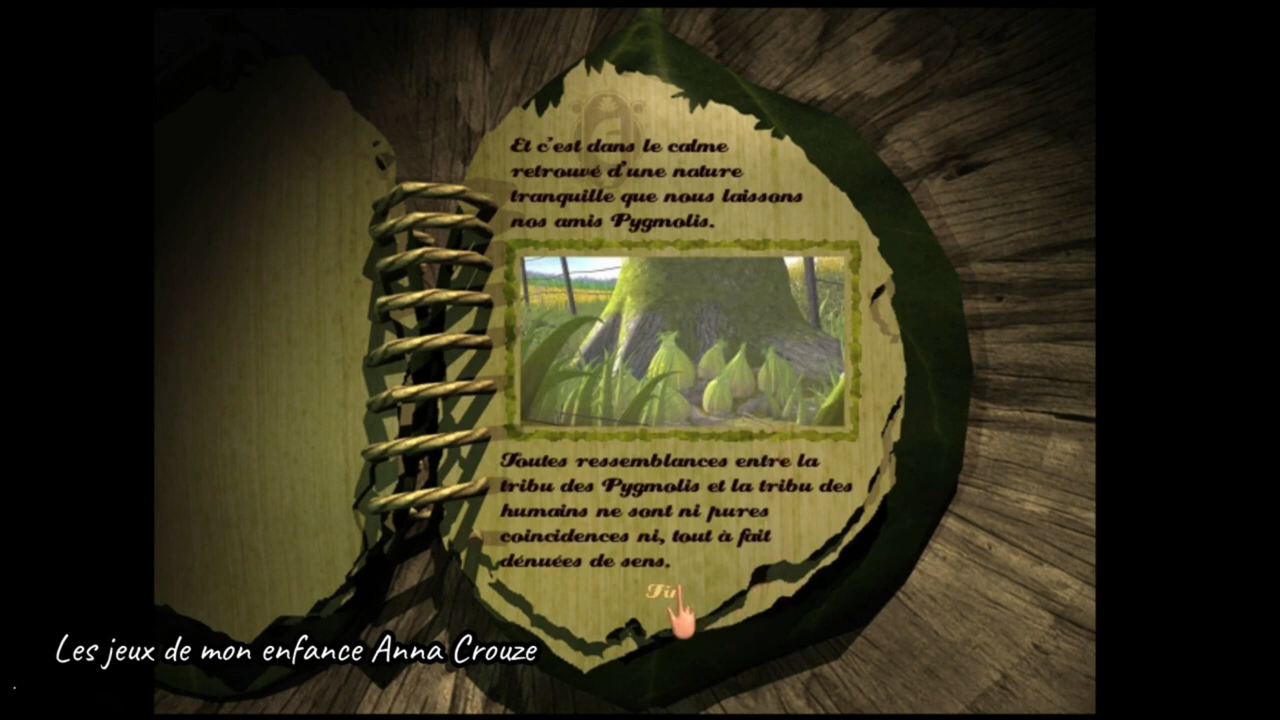 Et c'est dans le calme
retrouvé d'une nature
tranquille que nous laissons
nos amis Pygmolis.
Toutes ressemblances entre la
tribu des Pygmolis et la tribu des
humains ne sont ni pures
coincidences ni, tout à fait
dénuées de sens.
Fin
Les jeux de mon enfance Anna Crouze